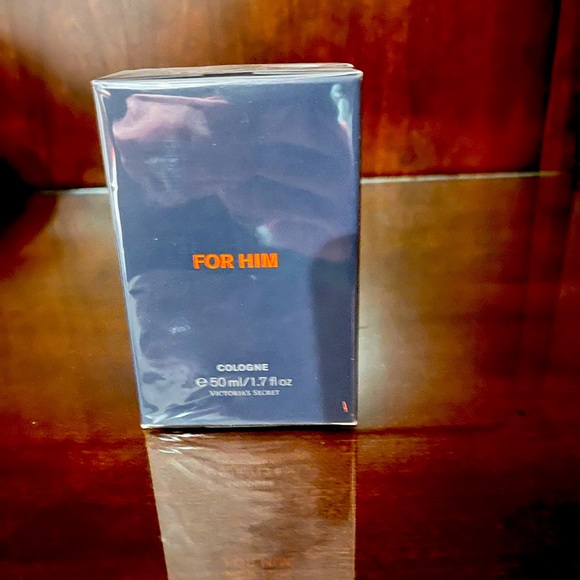 FOR HIM
COLOGNE
℮ 50 ml/1.7 fl oz
VICTORIA'S SECRET